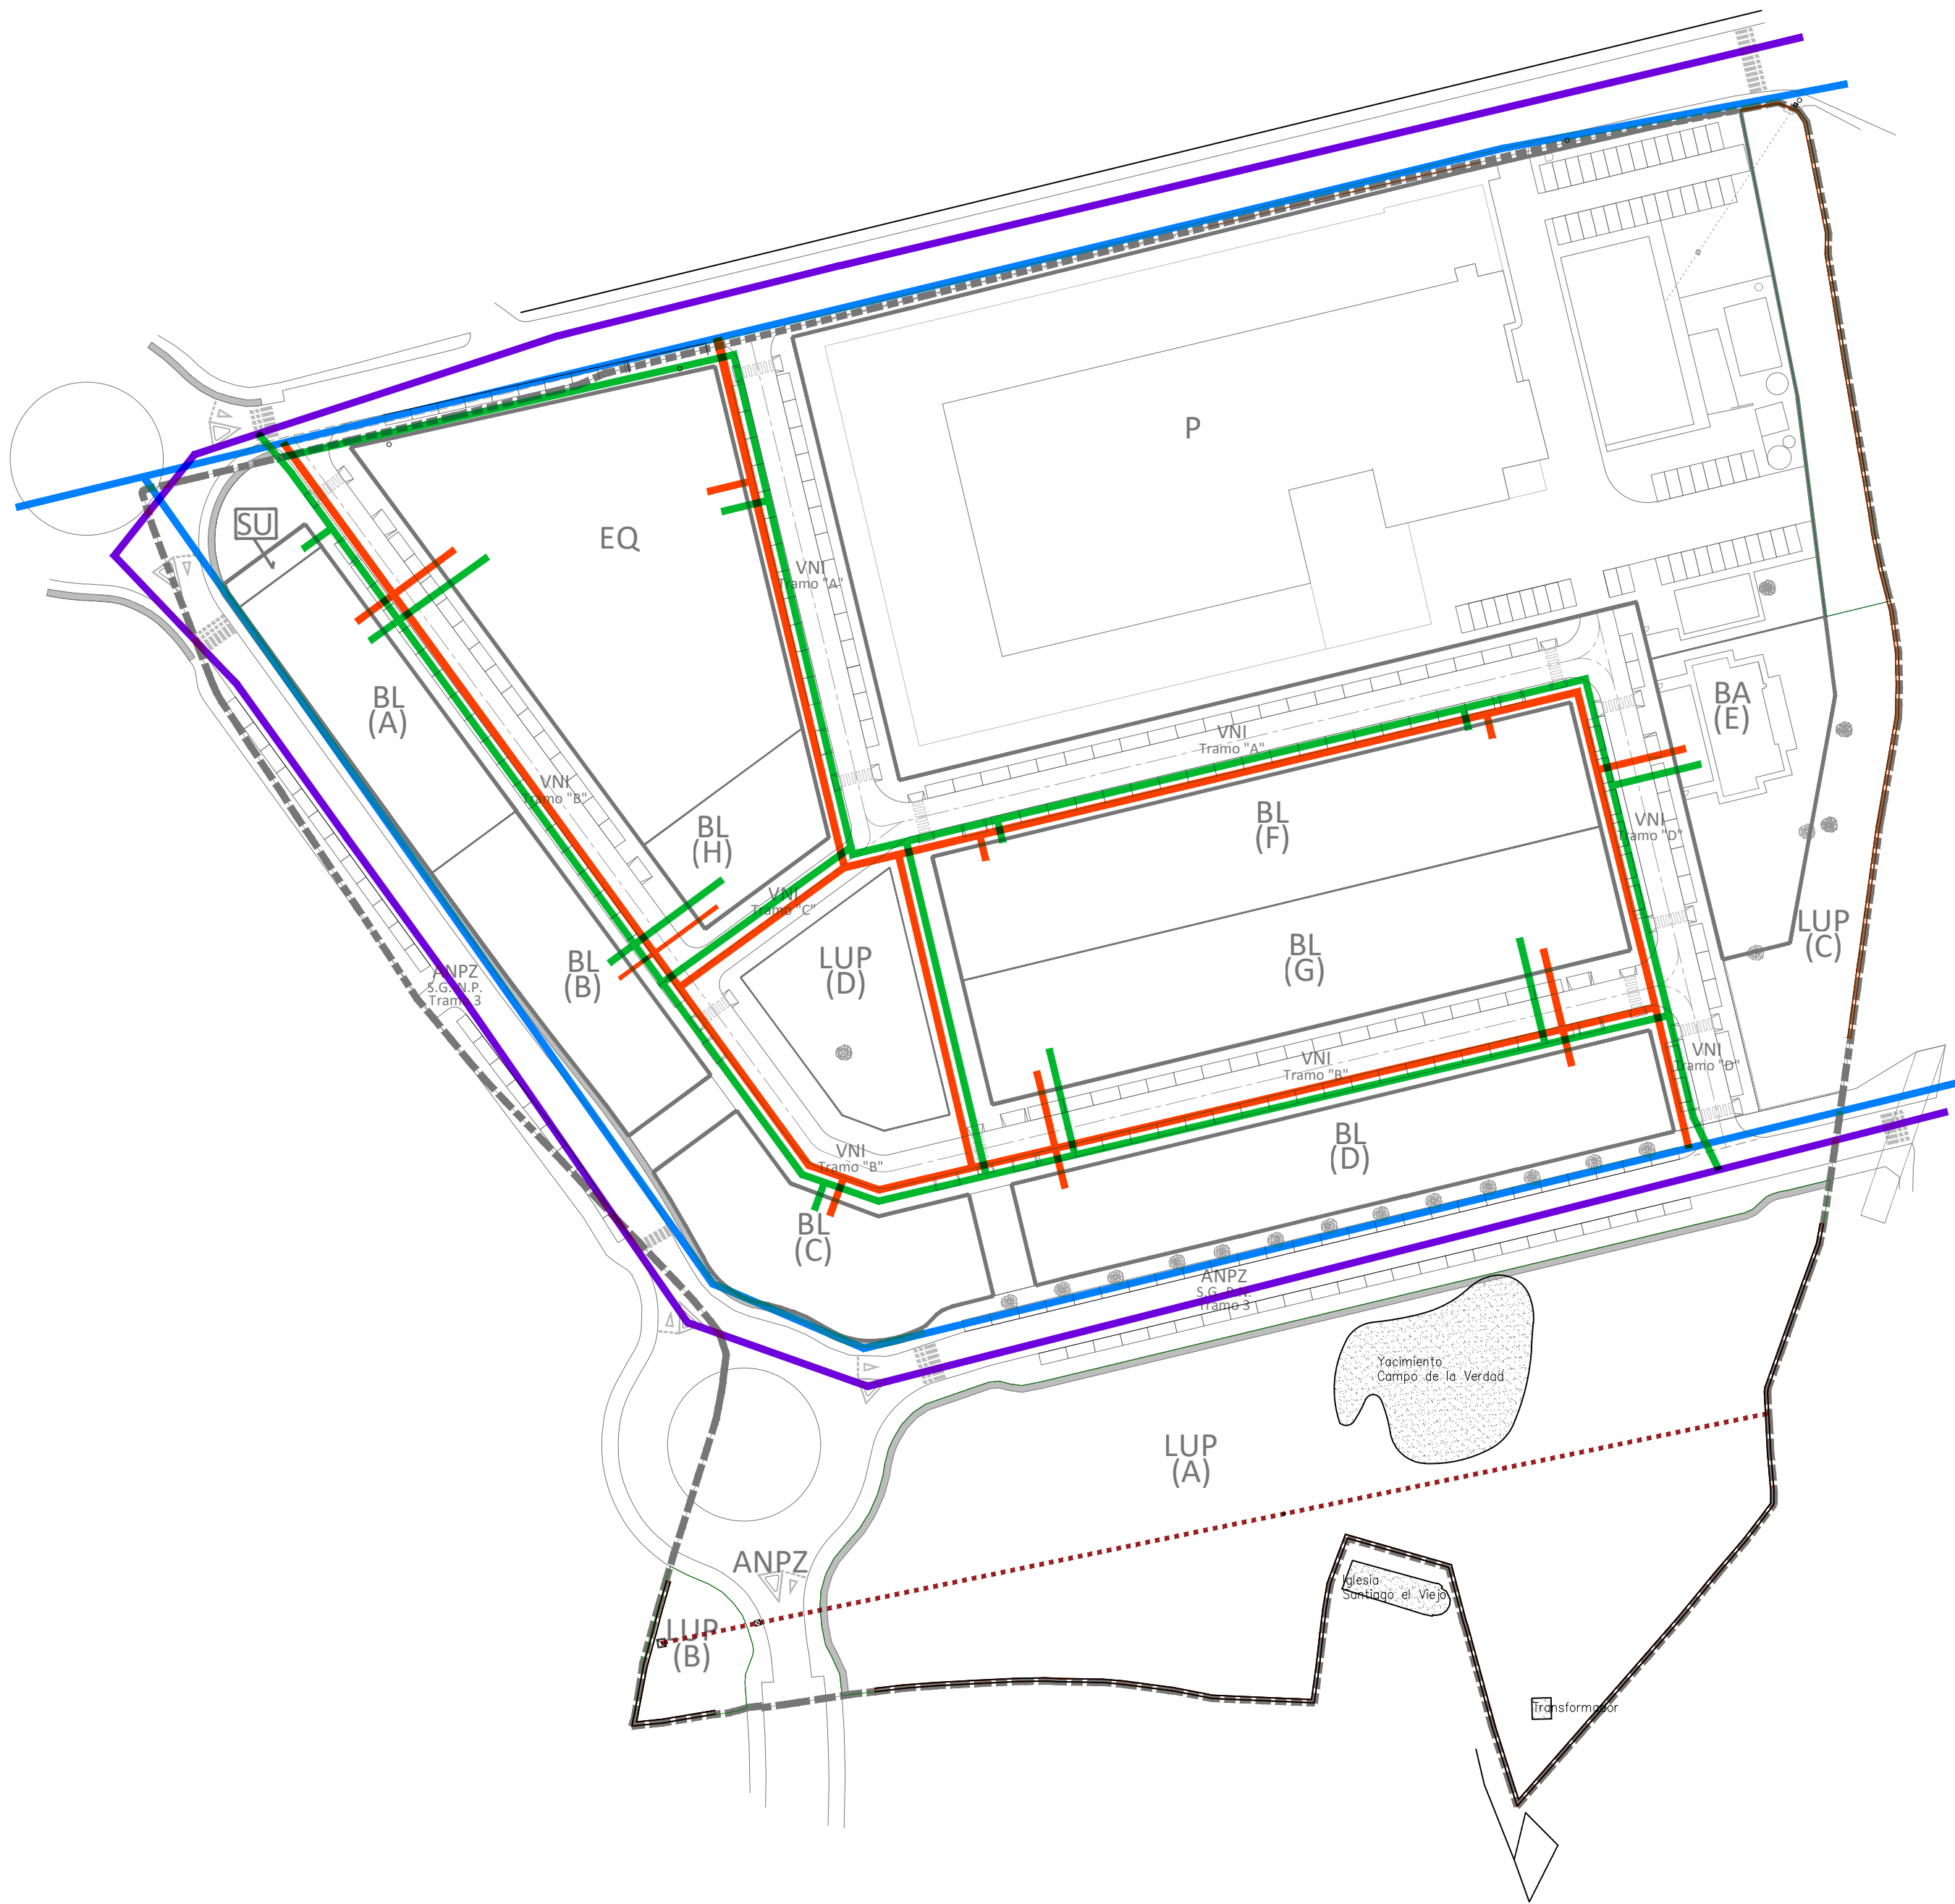 P
SU
EQ
VNI
Tramo "A"
BL
(A)
BA
(E)
VNI
Tramo "A"
VNI
Tramo "B"
BL
(H)
BL
(F)
VNI
Tramo "D"
VNI
Tramo "C"
LUP
(C)
BL
(B)
LUP
(D)
BL
(G)
ANPZ
S.G. N.P.
Tramo 3
VNI
Tramo "B"
VNI
Tramo "D"
VNI
Tramo "B"
BL
(D)
BL
(C)
ANPZ
S.G. P.N.
Tramo 3
Yacimiento
Campo de la Verdad
LUP
(A)
ANPZ
Iglesia
Santiago el Viejo
LUP
(B)
Transformador